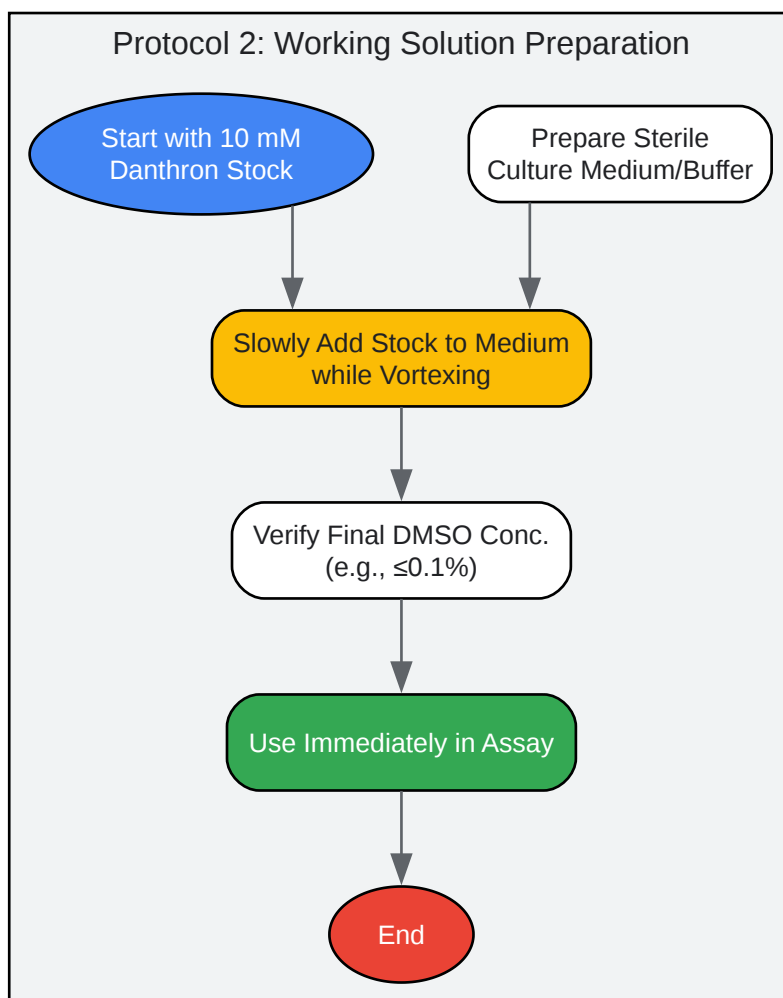 Protocol 2: Working Solution Preparation
Start with 10 mM
Danthron Stock
Prepare Sterile
Culture Medium/Buffer
Slowly Add Stock to Medium
while Vortexing
Verify Final DMSO Conc.
(e.g., ≤0.1%)
Use Immediately in Assay
End